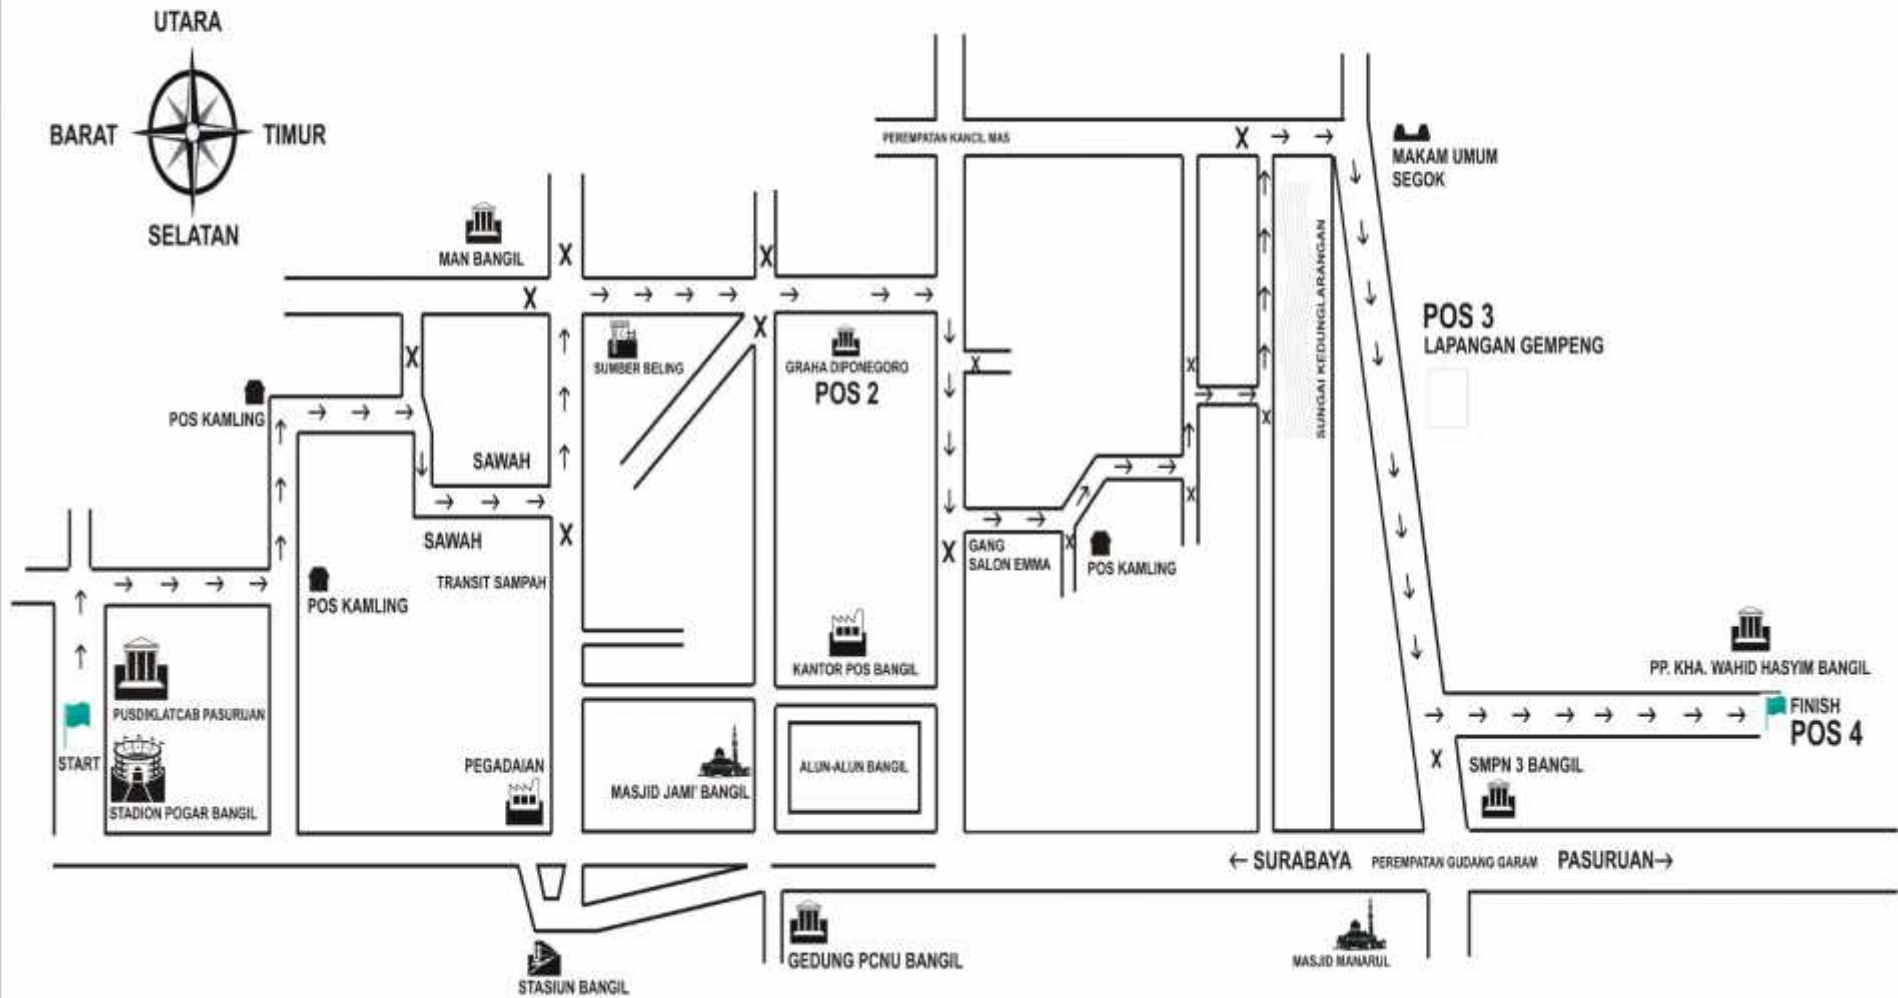 UTARA
BARAT
TIMUR
SELATAN
PEREMPATAN KANCIL MAS
X
MAKAM UMUM
SEGOK
MAN BANGIL
X
X
X
SUNGAI KEDUNGLARANGAN
POS 3
LAPANGAN GEMPENG
X
X
SUMBER BELING
GRAHA DIPONEGORO
POS 2
X
X
POS KAMLING
X
SAWAH
X
SAWAH
X
X
GANG
SALON EMMA
X
POS KAMLING
TRANSIT SAMPAH
POS KAMLING
KANTOR POS BANGIL
PP. KHA. WAHID HASYIM BANGIL
PUSDIKLATCAB PASURUAN
FINISH
POS 4
START
PEGADAIAN
MASJID JAMI' BANGIL
ALUN-ALUN BANGIL
X
SMPN 3 BANGIL
STADION POGAR BANGIL
←SURABAYA
PEREMPATAN GUDANG GARAM
PASURUAN→
GEDUNG PCNU BANGIL
MASJID MANARUL
STASIUN BANGIL